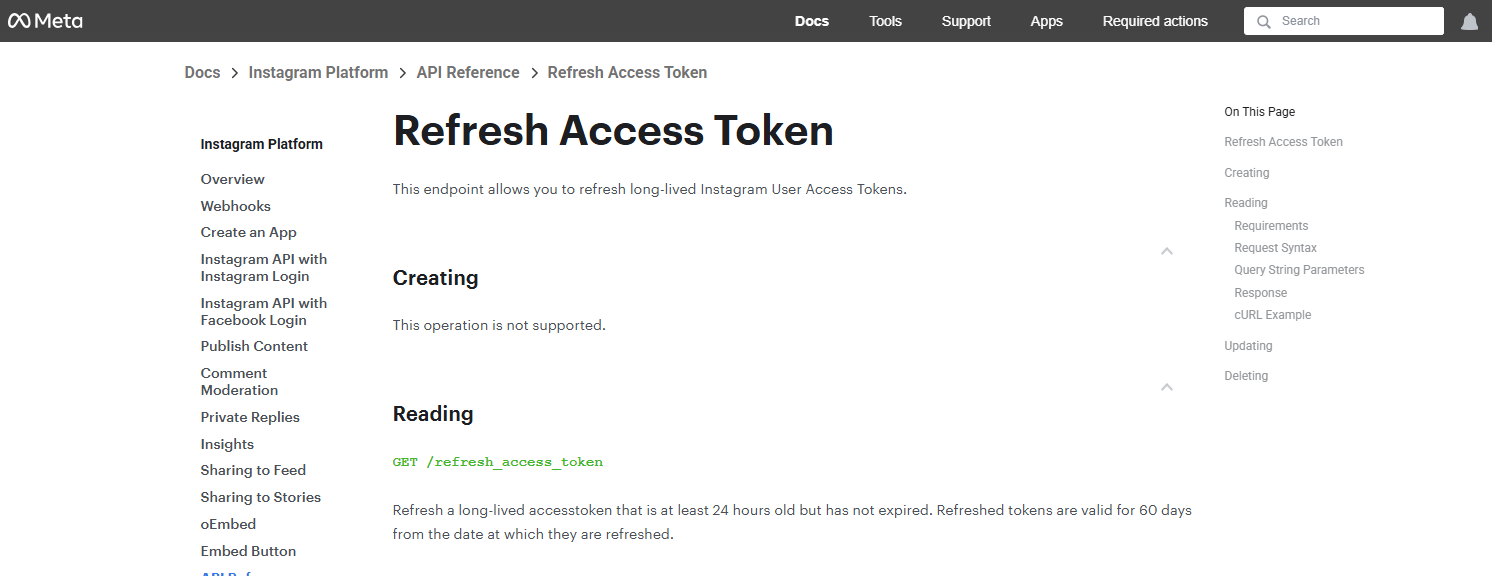 Meta
Docs Tools Support Apps Required actions Search
Docs > Instagram Platform > API Reference > Refresh Access Token
Instagram Platform
Overview
Webhooks
Create an App
Instagram API with
Instagram Login
Instagram API with
Facebook Login
Publish Content
Comment
Moderation
Private Replies
Insights
Sharing to Feed
Sharing to Stories
oEmbed
Embed Button
Refresh Access Token
This endpoint allows you to refresh long-lived Instagram User Access Tokens.
Creating
This operation is not supported.
Reading
GET /refresh_access_token
Refresh a long-lived accesstoken that is at least 24 hours old but has not expired. Refreshed tokens are valid for 60 days
from the date at which they are refreshed.
On This Page
Refresh Access Token
Creating
Reading
Requirements
Request Syntax
Query String Parameters
Response
cURL Example
Updating
Deleting